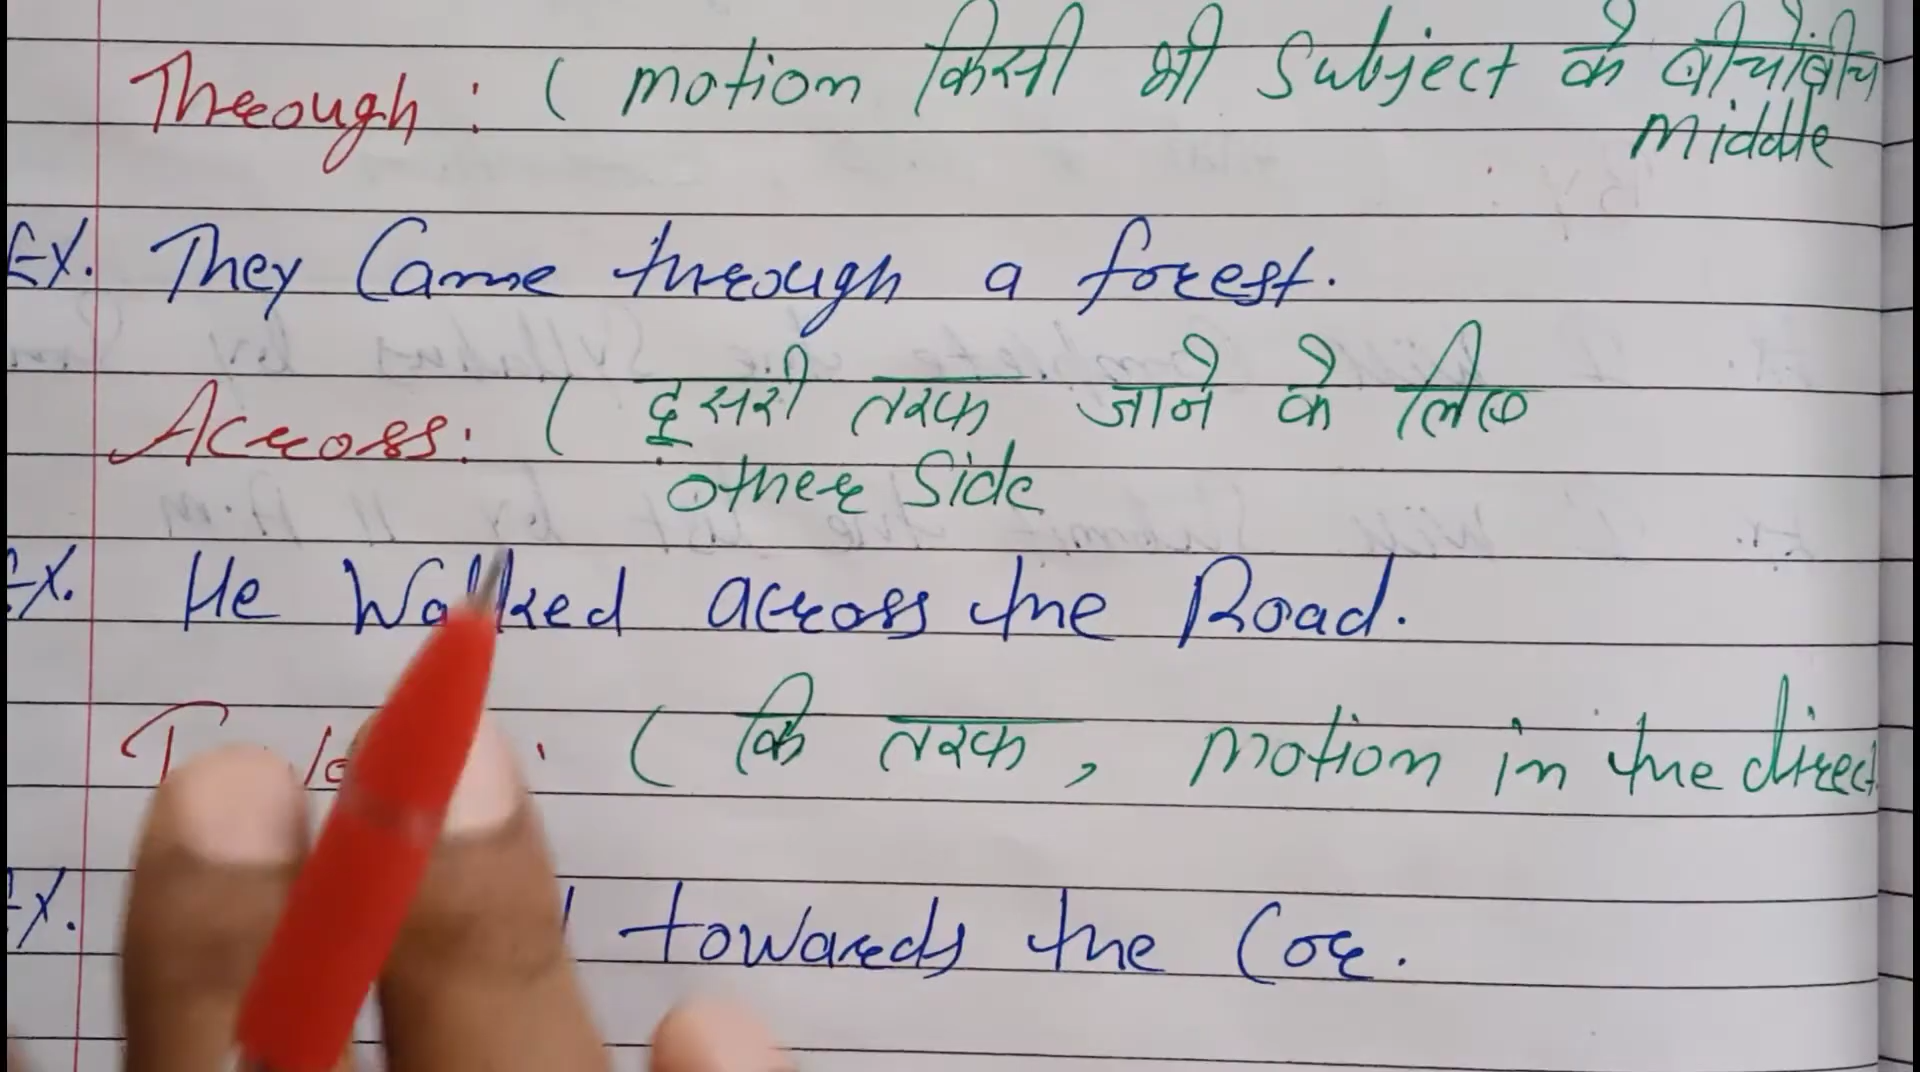 Through : ( motion किसी भी Subject के बीचोंबीच
middle
Ex. They Came through a forest.
Across : ( दूसरी तरफ जाने के लिए
other Side
Ex. He Walked across the Road.
( कि तरफ , motion in the direct
Ex. towards the Car.